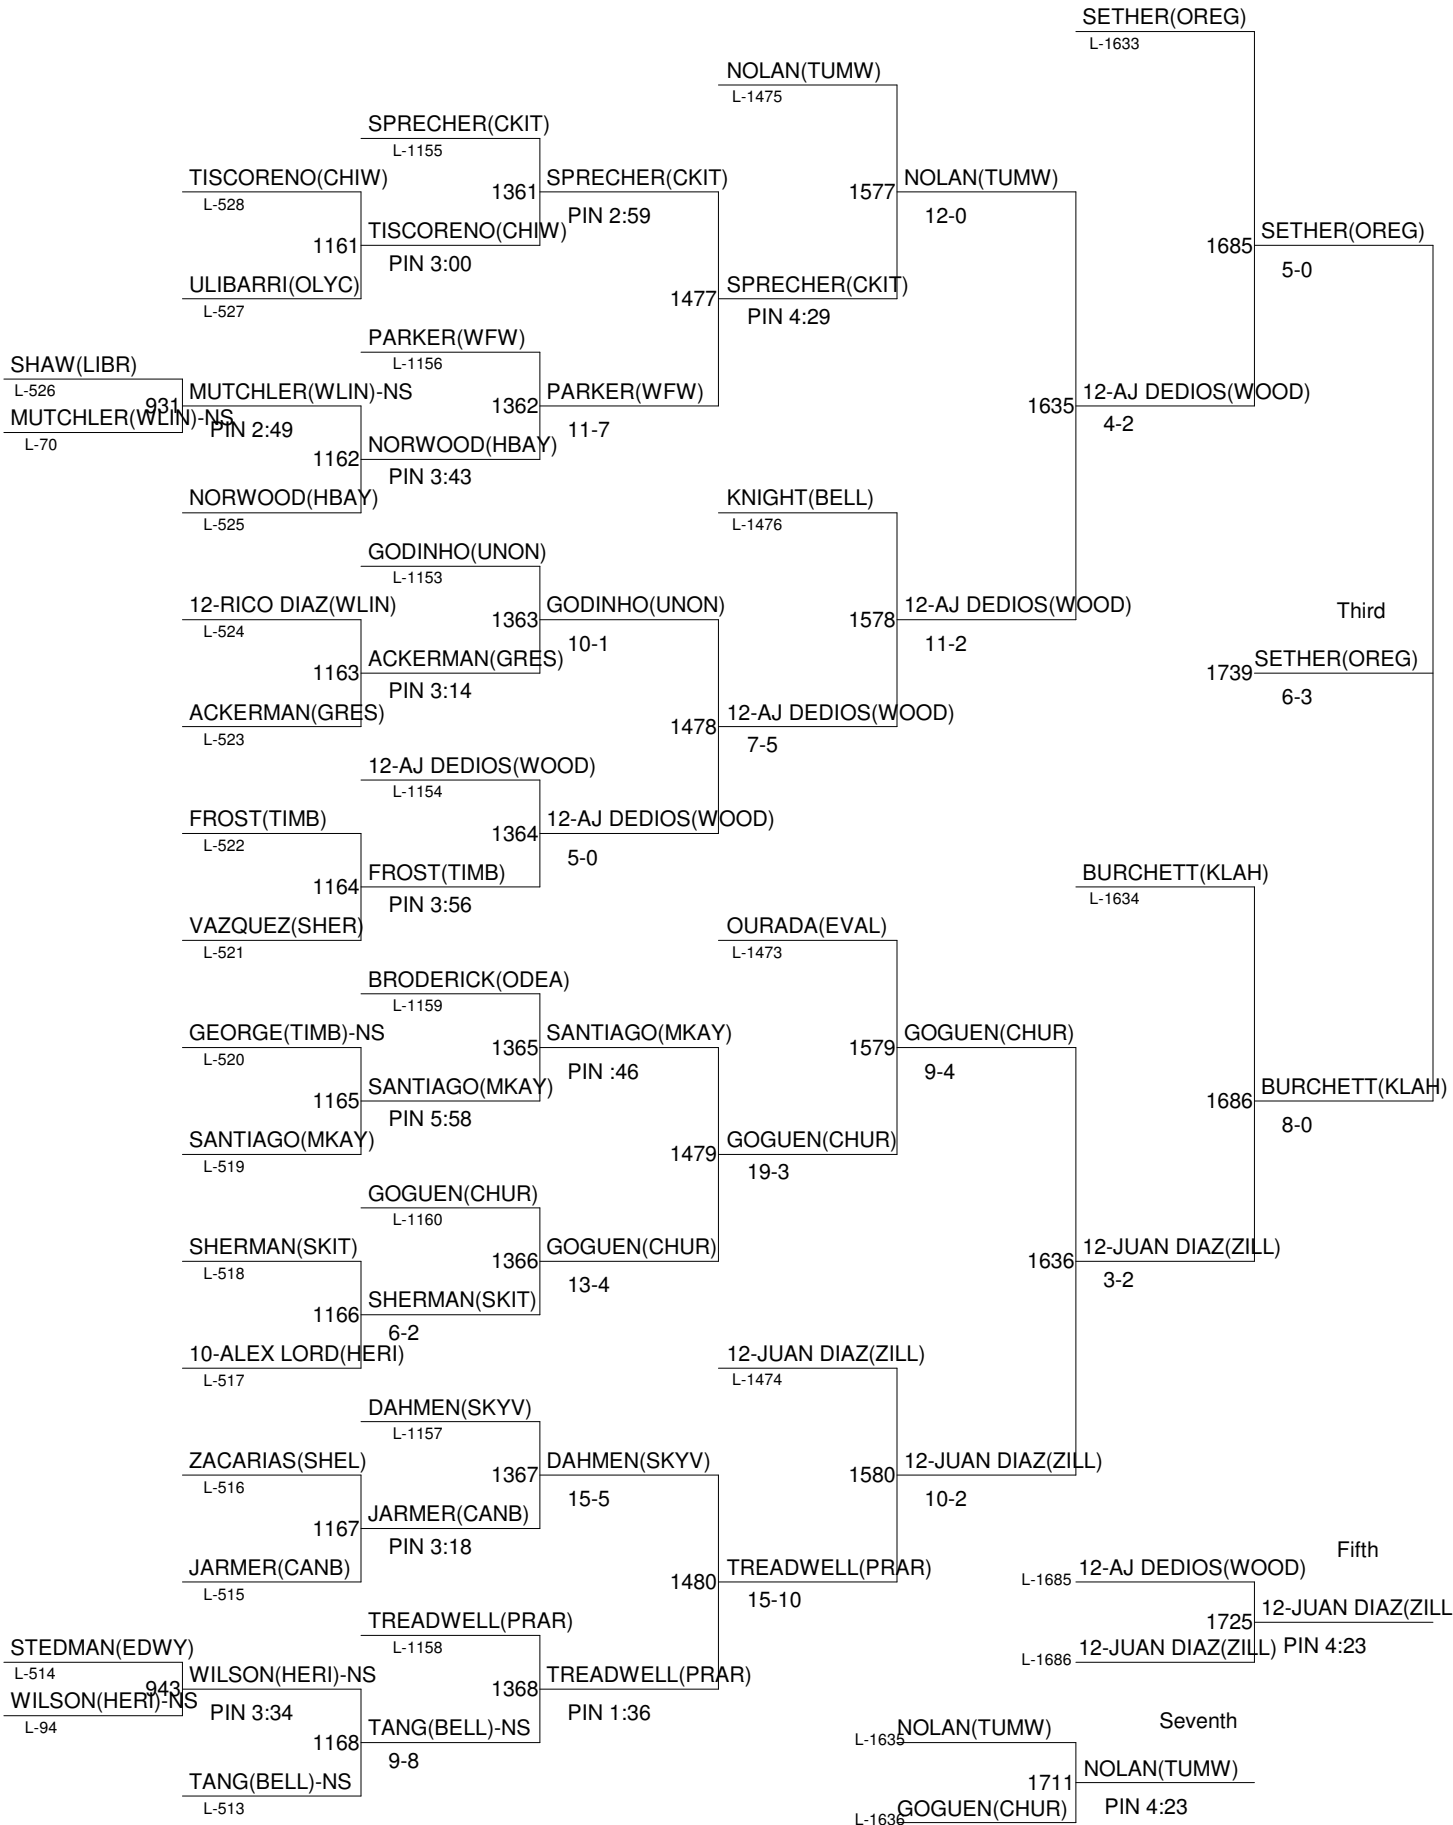 SETHER(OREG)
L-1633
NOLAN(TUMW)
L-1475
SPRECHER(CKIT)
L-1155
TISCORENO(CHIW)
L-528
1361
SPRECHER(CKIT)
PIN 2:59
1577
NOLAN(TUMW)
12-0
1161
TISCORENO(CHIW)
PIN 3:00
1685
SETHER(OREG)
5-0
ULIBARRI(OLYC)
L-527
1477
SPRECHER(CKIT)
PIN 4:29
PARKER(WFW)
L-1156
SHAW(LIBR)
L-526
931
MUTCHLER(WLIN)-NS
PIN 2:49
1362
PARKER(WFW)
11-7
1635
12-AJ DEDIOS(WOOD)
4-2
MUTCHLER(WLIN)-NS
L-70
1162
NORWOOD(HBAY)
PIN 3:43
NORWOOD(HBAY)
L-525
KNIGHT(BELL)
L-1476
GODINHO(UNON)
L-1153
12-RICO DIAZ(WLIN)
L-524
1363
GODINHO(UNON)
10-1
1578
12-AJ DEDIOS(WOOD)
11-2
Third
1163
ACKERMAN(GRES)
PIN 3:14
1739
SETHER(OREG)
6-3
ACKERMAN(GRES)
L-523
1478
12-AJ DEDIOS(WOOD)
7-5
12-AJ DEDIOS(WOOD)
L-1154
FROST(TIMB)
L-522
1364
12-AJ DEDIOS(WOOD)
5-0
1164
FROST(TIMB)
PIN 3:56
BURCHETT(KLAH)
L-1634
VAZQUEZ(SHER)
L-521
OURADA(EVAL)
L-1473
BRODERICK(ODEA)
L-1159
GEORGE(TIMB)-NS
L-520
1365
SANTIAGO(MKAY)
PIN :46
1579
GOGUEN(CHUR)
9-4
1165
SANTIAGO(MKAY)
PIN 5:58
1686
BURCHETT(KLAH)
8-0
SANTIAGO(MKAY)
L-519
1479
GOGUEN(CHUR)
19-3
GOGUEN(CHUR)
L-1160
SHERMAN(SKIT)
L-518
1366
GOGUEN(CHUR)
13-4
1636
12-JUAN DIAZ(ZILL)
3-2
1166
SHERMAN(SKIT)
6-2
10-ALEX LORD(HERI)
L-517
12-JUAN DIAZ(ZILL)
L-1474
DAHMEN(SKYV)
L-1157
ZACARIAS(SHEL)
L-516
1367
DAHMEN(SKYV)
15-5
1580
12-JUAN DIAZ(ZILL)
10-2
1167
JARMER(CANB)
PIN 3:18
JARMER(CANB)
L-515
1480
TREADWELL(PRAR)
15-10
Fifth
L-1685
12-AJ DEDIOS(WOOD)
1725
12-JUAN DIAZ(ZILL
PIN 4:23
L-1686
12-JUAN DIAZ(ZILL)
TREADWELL(PRAR)
L-1158
STEDMAN(EDWY)
L-514
943
WILSON(HERI)-NS
PIN 3:34
1368
TREADWELL(PRAR)
PIN 1:36
WILSON(HERI)-NS
L-94
1168
TANG(BELL)-NS
9-8
TANG(BELL)-NS
L-513
Seventh
L-1635
NOLAN(TUMW)
1711
NOLAN(TUMW)
PIN 4:23
L-1636
GOGUEN(CHUR)